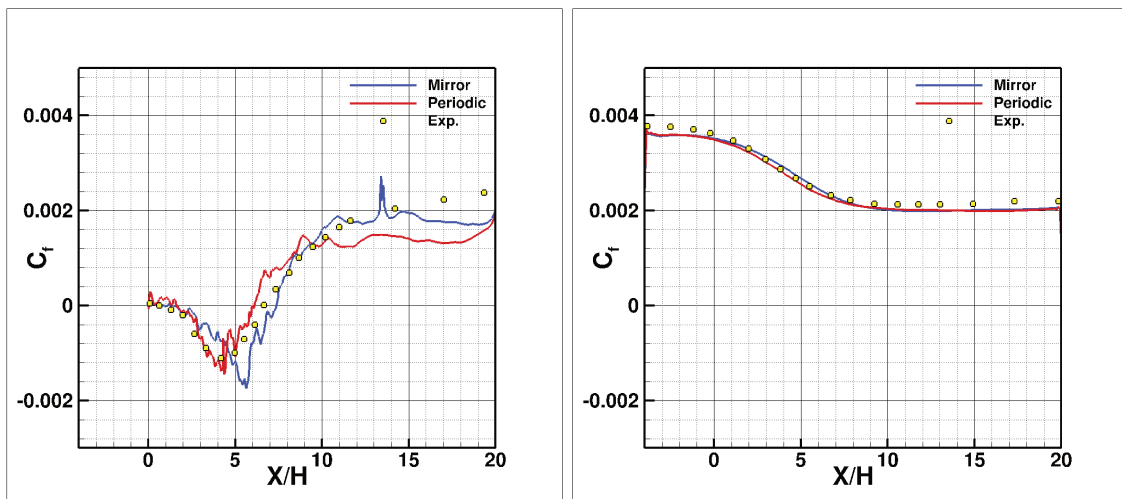 Mirror
Periodic
Exp.
0.004
0.002
0
-0.002
Cf
0 5 10 15 20
X/H
Mirror
Periodic
Exp.
0.004
0.002
0
-0.002
Cf
0 5 10 15 20
X/H